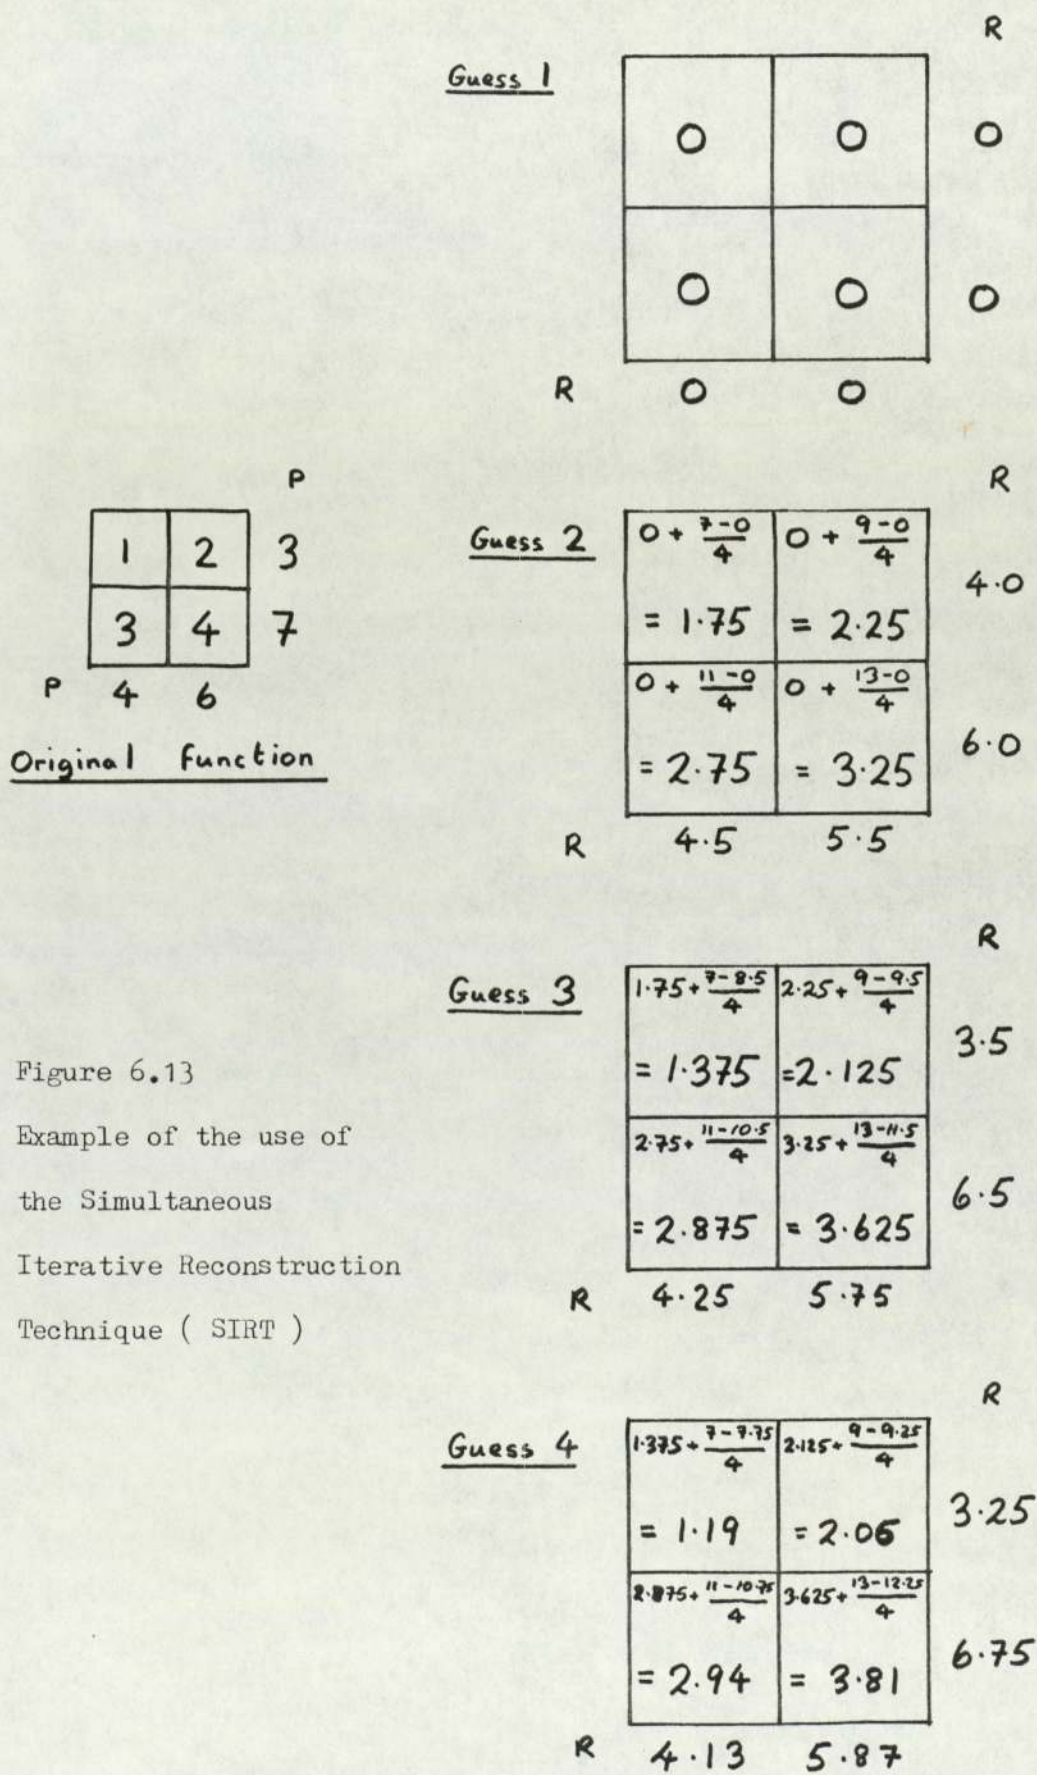 R
Guess 1
0 0 0
0 0 0
R 0 0
P
1 2 3
3 4 7
P 4 6
Original function
R
Guess 2
0 + 7-0/4 0 + 9-0/4
= 1.75 = 2.25 4.0
0 + 11-0/4 0 + 13-0/4
= 2.75 = 3.25 6.0
R 4.5 5.5
Figure 6.13
Example of the use of
the Simultaneous
Iterative Reconstruction
Technique ( SIRT )
R
Guess 3
1.75+ 7-8.5/4 2.25+ 9-9.5/4
= 1.375 =2.125 3.5
2.75+ 11-10.5/4 3.25+ 13-11.5/4
= 2.875 = 3.625 6.5
R 4.25 5.75
R
Guess 4
1.375+ 7-7.75/4 2.125+ 9-9.25/4
= 1.19 = 2.06 3.25
2.875+ 11-10.75/4 3.625+ 13-12.25/4
= 2.94 = 3.81 6.75
R 4.13 5.87